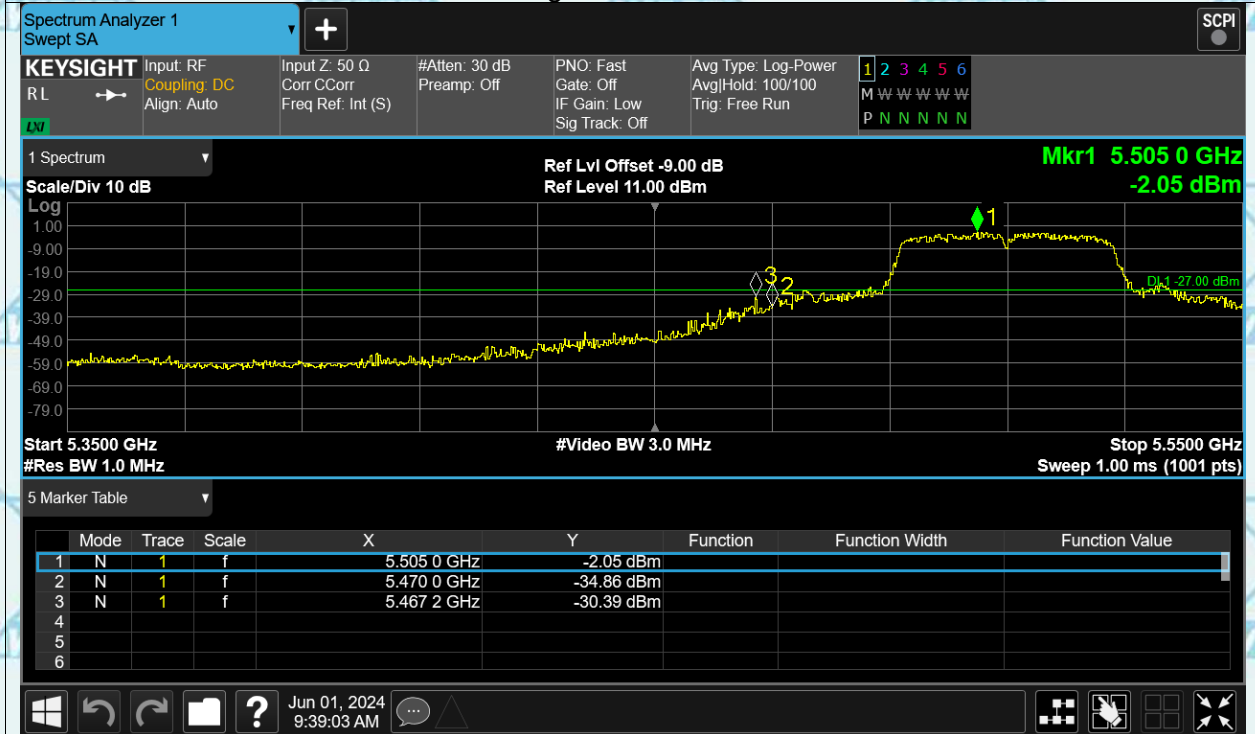 Spectrum Analyzer 1
Swept SA
SCPI
KEYSIGHT
R L
LXI
Input: RF
Coupling: DC
Align: Auto
Input Z: 50 Ω
Corr CCorr
Freq Ref: Int (S)
#Atten: 30 dB
Preamp: Off
PNO: Fast
Gate: Off
IF Gain: Low
Sig Track: Off
Avg Type: Log-Power
Avg|Hold: 100/100
Trig: Free Run
1 2 3 4 5 6
M W W W W W
P N N N N N
1 Spectrum
Scale/Div 10 dB
Ref Lvl Offset -9.00 dB
Ref Level 11.00 dBm
Mkr1 5.505 0 GHz
-2.05 dBm
Log
1.00
-9.00
-19.0
-29.0
-39.0
-49.0
-59.0
-69.0
-79.0
1
3
2
DL1 -27.00 dBm
Start 5.3500 GHz
#Video BW 3.0 MHz
Stop 5.5500 GHz
#Res BW 1.0 MHz
Sweep 1.00 ms (1001 pts)
5 Marker Table
Mode Trace Scale X Y Function Function Width Function Value
1 N 1 f 5.505 0 GHz -2.05 dBm
2 N 1 f 5.470 0 GHz -34.86 dBm
3 N 1 f 5.467 2 GHz -30.39 dBm
4
5
6
?
Jun 01, 2024
9:39:03 AM